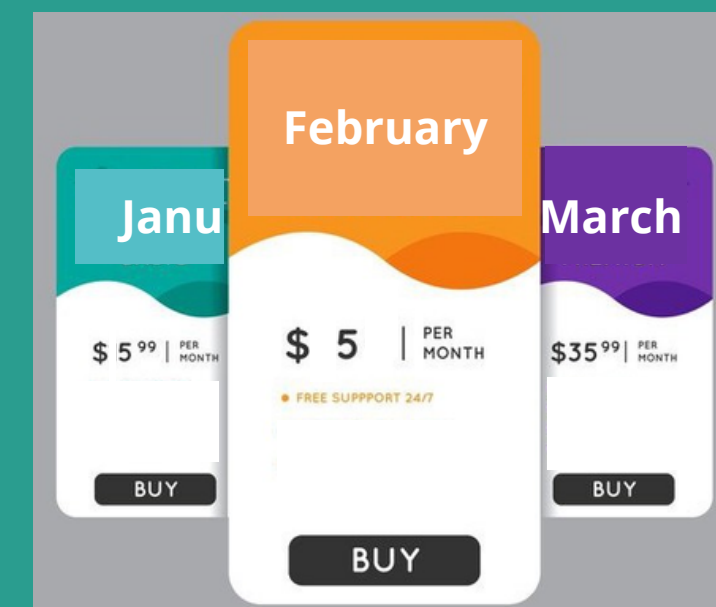 February
Janu
March
$ 5 99 | PER
MONTH
$ 5 | PER
MONTH
$35 99 | PER
MONTH
• FREE SUPPPORT 24/7
BUY
BUY
BUY